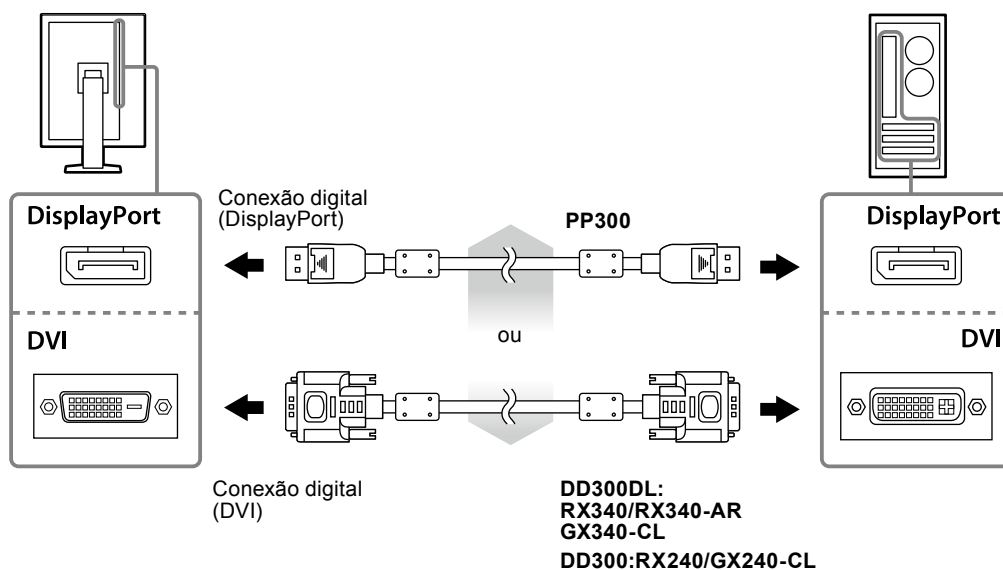 DisplayPort
Conexão digital
(DisplayPort)
PP300
DisplayPort
ou
DVI
DVI
Conexão digital
(DVI)
DD300DL:
RX340/RX340-AR
GX340-CL
DD300:RX240/GX240-CL